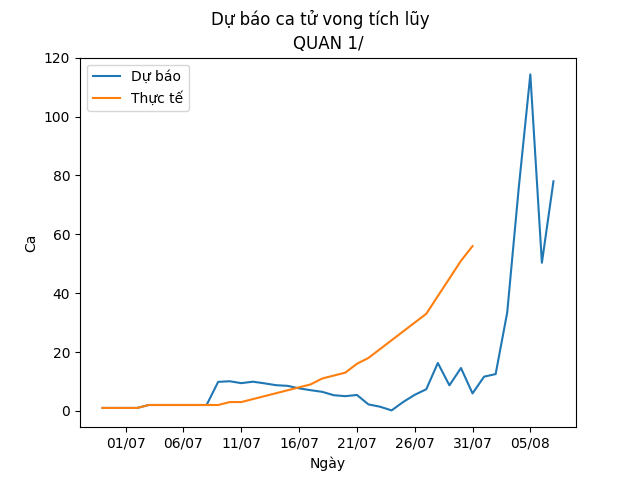 Dự báo ca tử vong tích lũy
QUAN 1/
Dự báo
Thực tế
120
100
80
60
40
20
0
Ca
01/07 06/07 11/07 16/07 21/07 26/07 31/07 05/08
Ngày